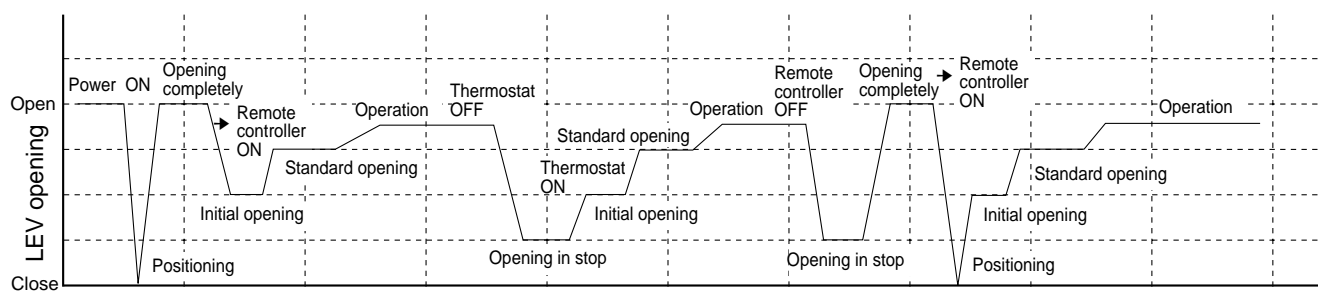 LEV opening
Open
Close
Power ON
Positioning
Opening
completely
➔ Remote
controller
ON
Initial opening
Standard opening
Operation
Thermostat
OFF
Opening in stop
Thermostat
ON
Initial opening
Standard opening
Operation
Remote
controller
OFF
Opening in stop
Opening
completely
➔ Remote
controller
ON
Positioning
Initial opening
Standard opening
Operation